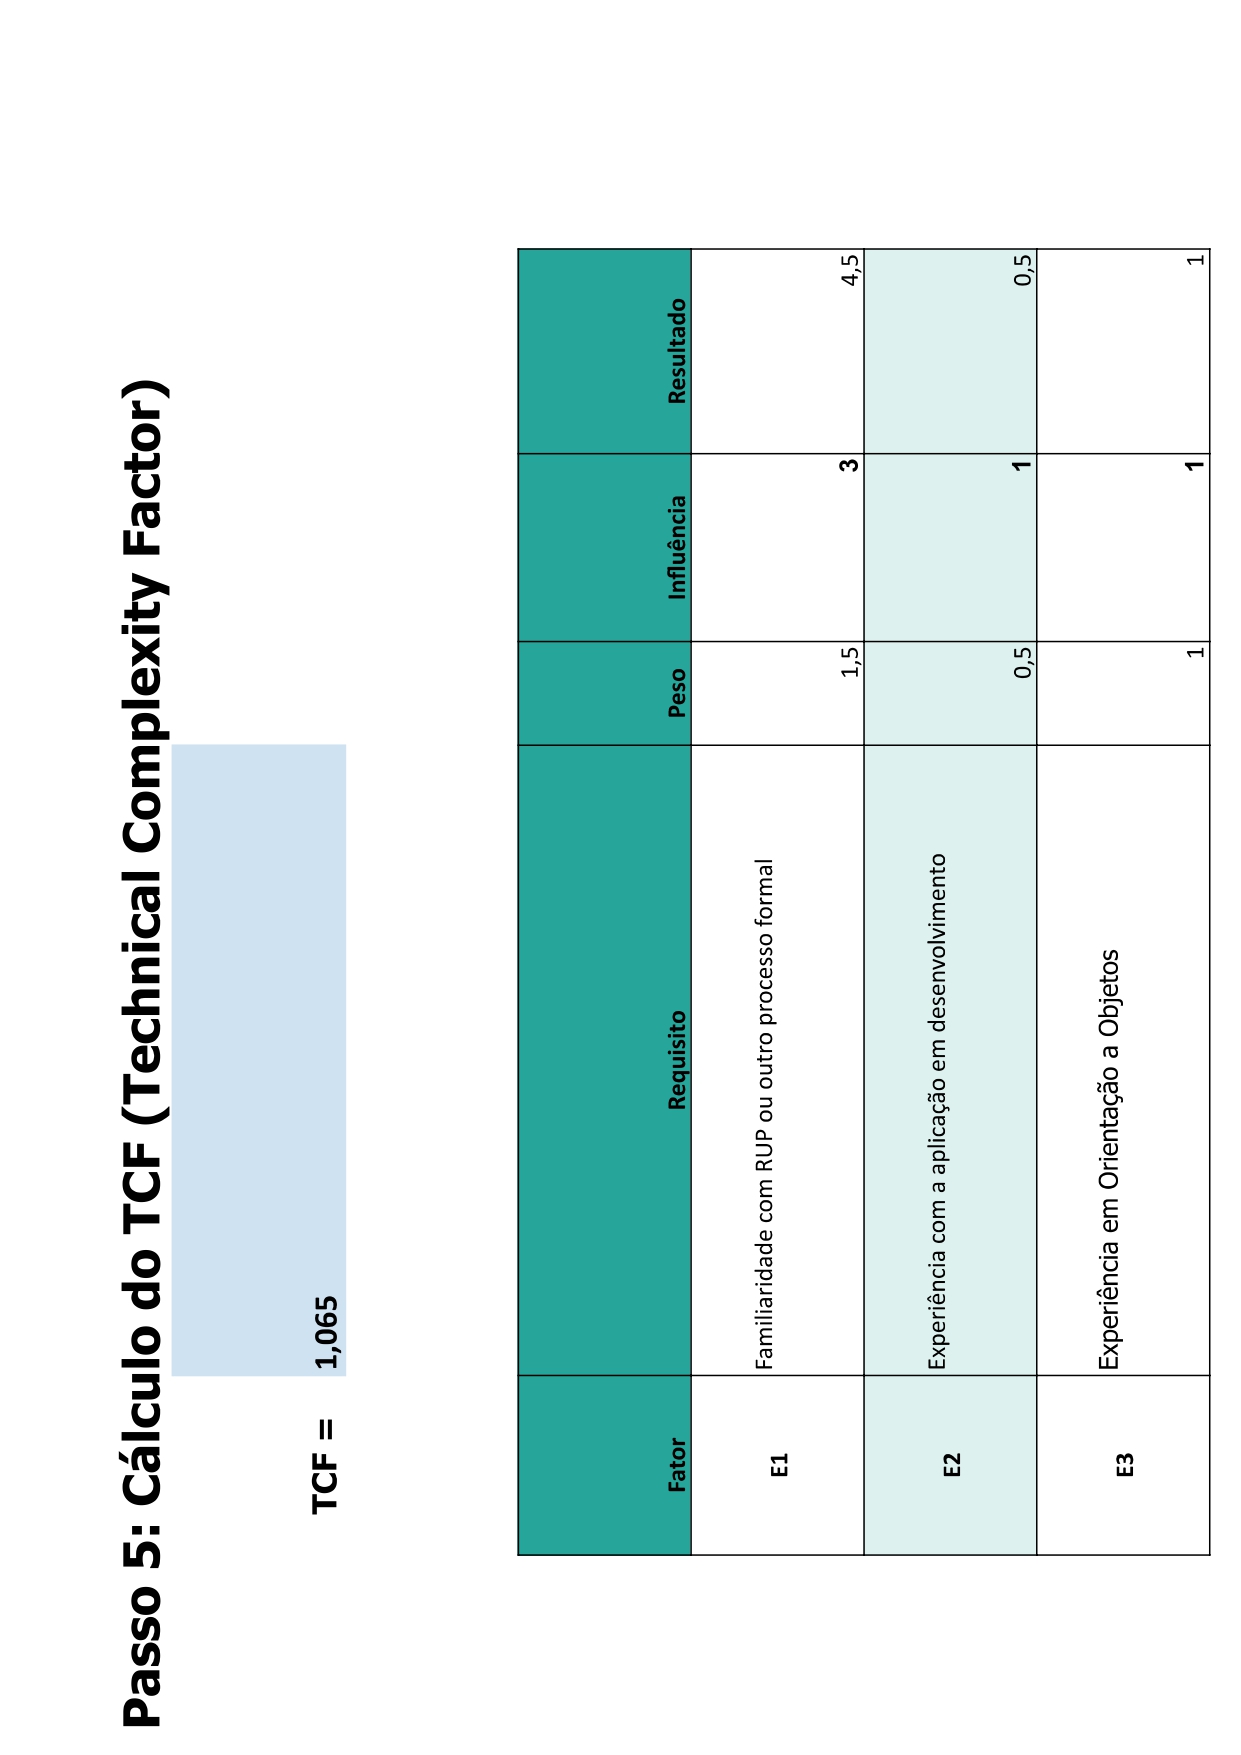 Passo 5: Cálculo do TCF (Technical Complexity Factor)
TCF = 1,065
Fator Requisito Peso Influência Resultado
E1 Familiaridade com RUP ou outro processo formal 1,5 3 4,5
E2 Experiência com a aplicação em desenvolvimento 0,5 1 0,5
E3 Experiência em Orientação a Objetos 1 1 1